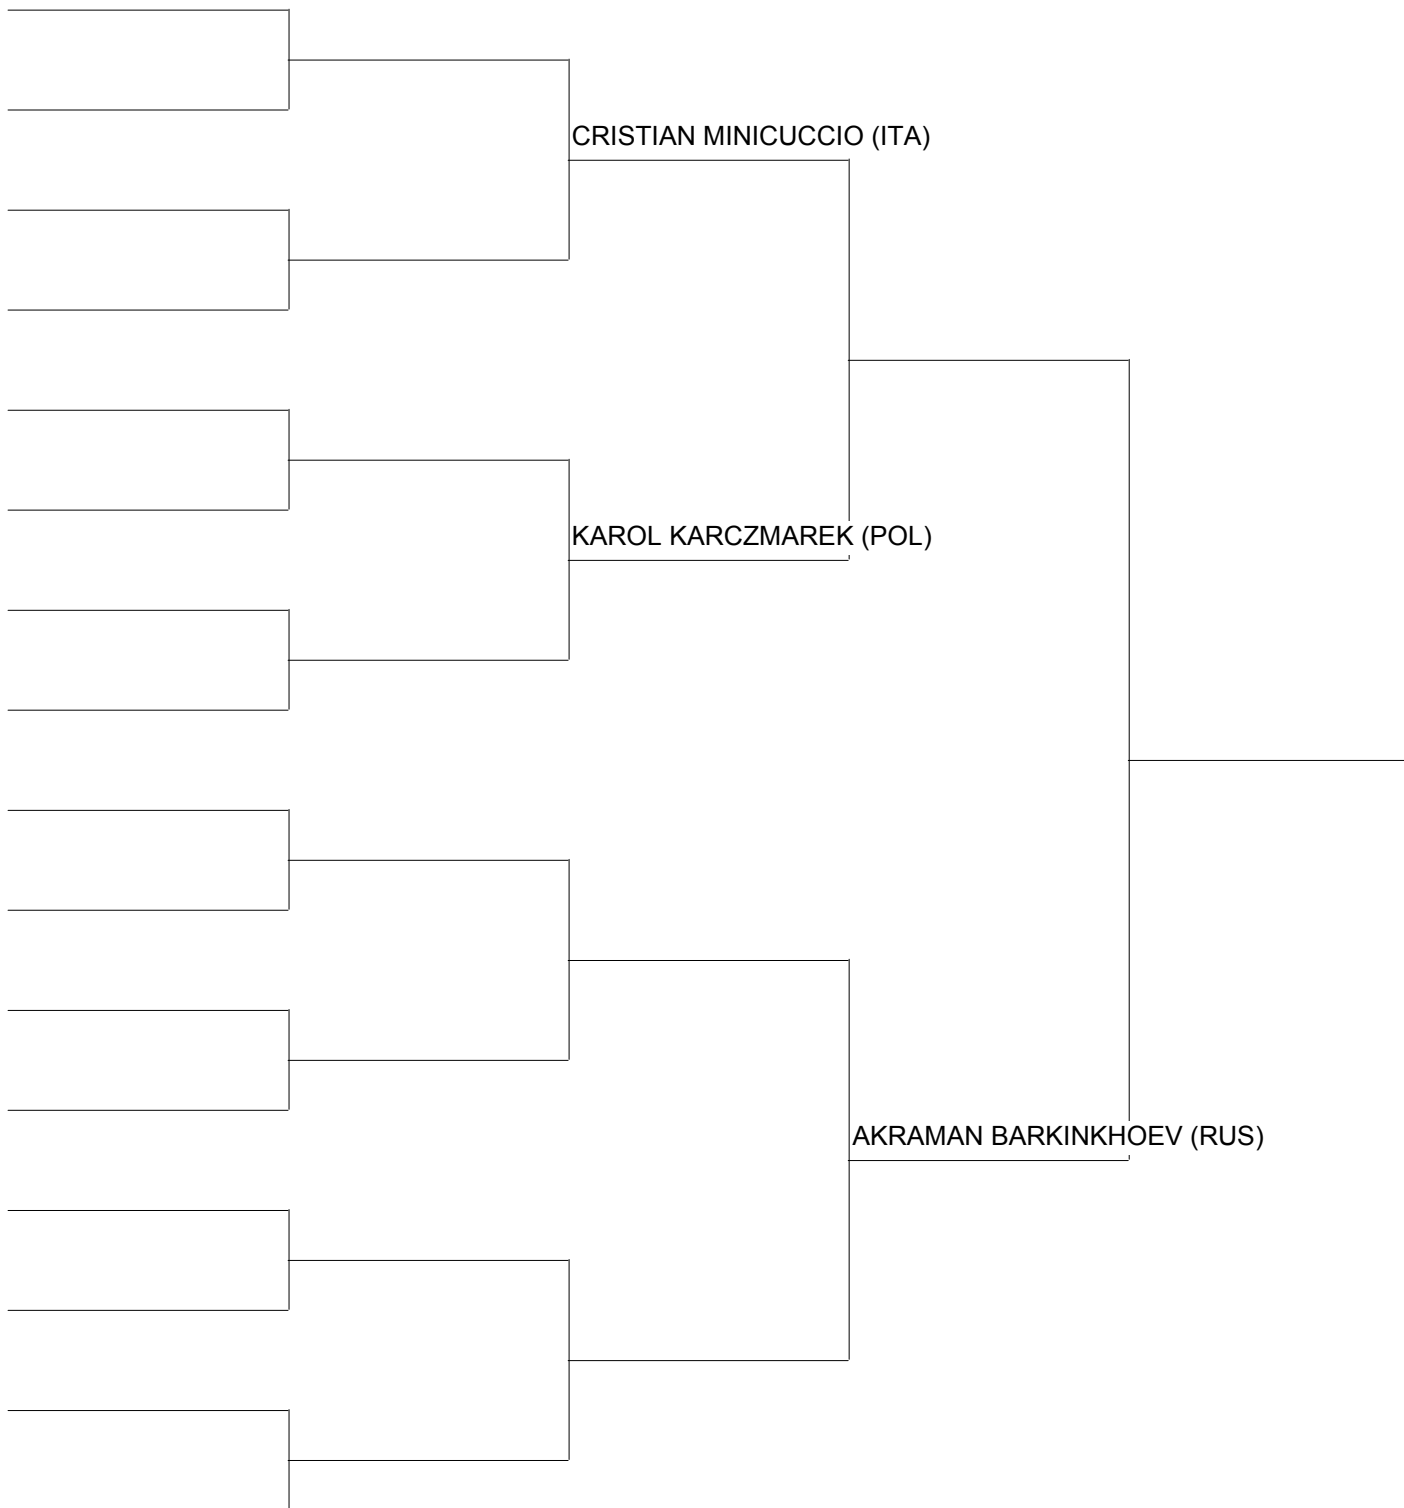 CRISTIAN MINICUCCIO (ITA)
KAROL KARCZMAREK (POL)
AKRAMAN BARKINKHOEV (RUS)